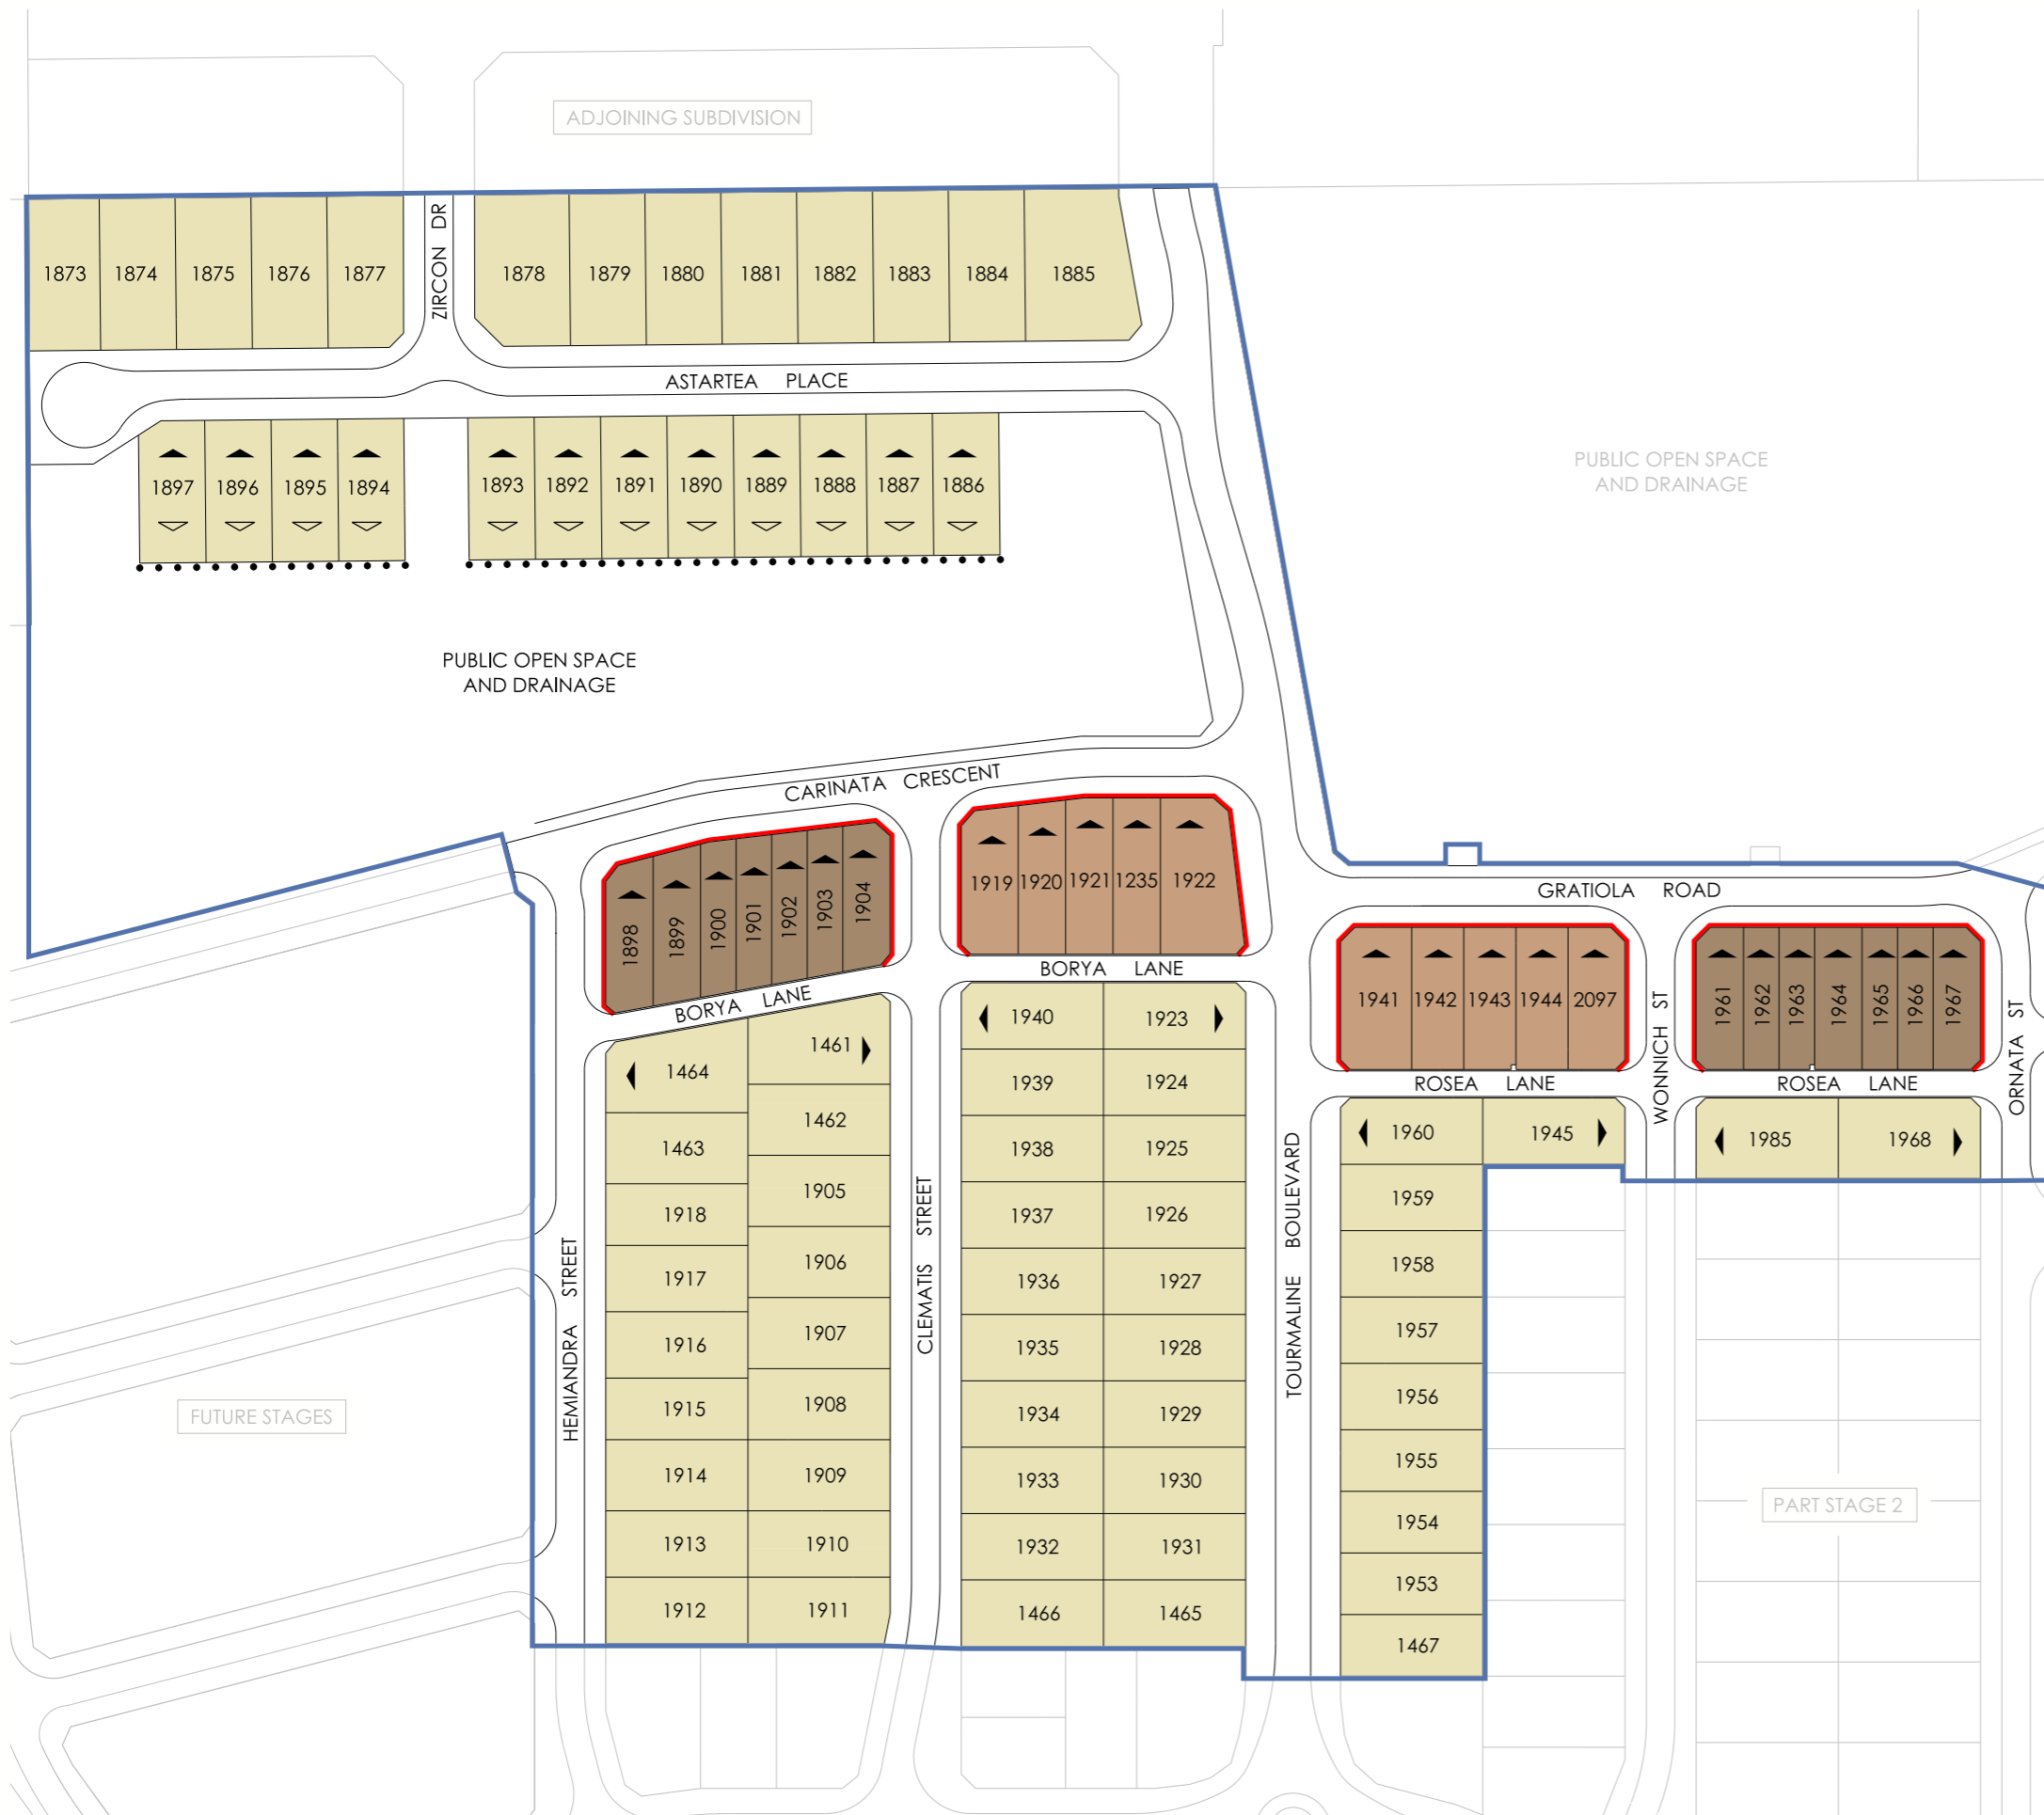 ADJOINING SUBDIVISION
1873 1874 1875 1876 1877
ZIRCON DR
1878 1879 1880 1881 1882 1883 1884 1885
ASTARTEA PLACE
1897 1896 1895 1894
1893 1892 1891 1890 1889 1888 1887 1886
PUBLIC OPEN SPACE
AND DRAINAGE
PUBLIC OPEN SPACE
AND DRAINAGE
CARINATA CRESCENT
1898 1899 1900 1901 1902 1903 1904
1919 1920 1921 1235 1922
GRATIOLA ROAD
BORYA LANE
BORYA LANE
1941 1942 1943 1944 2097
WONNICH ST
1961 1962 1963 1964 1965 1966 1967
ORNATA ST
ROSEA LANE
ROSEA LANE
1464 1461
1463 1462
1918 1905
1917 1906
1916 1907
1915 1908
1914 1909
1913 1910
1912 1911
HEMIANDRA STREET
CLEMATIS STREET
1940 1923
1939 1924
1938 1925
1937 1926
1936 1927
1935 1928
1934 1929
1933 1930
1932 1931
1466 1465
TOURMALINE BOULEVARD
1960 1945
1959
1958
1957
1956
1955
1954
1953
1467
1985 1968
FUTURE STAGES
PART STAGE 2